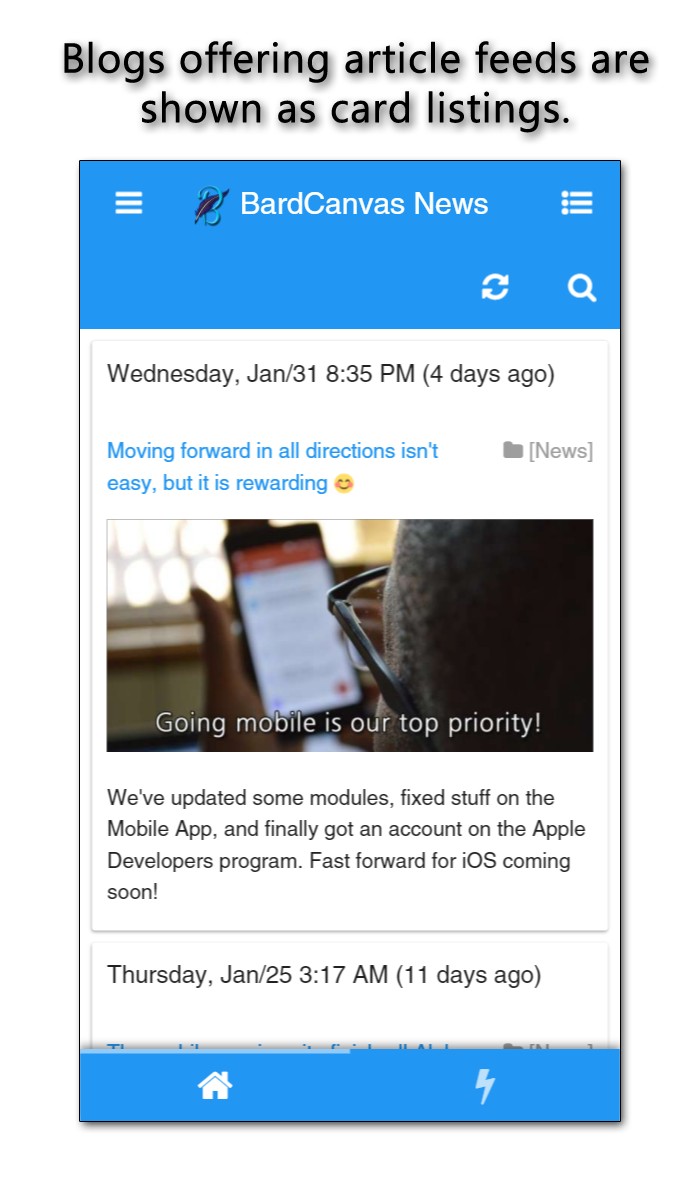 Blogs offering article feeds are
shown as card listings.
BardCanvas News
Wednesday, Jan/31 8:35 PM (4 days ago)
Moving forward in all directions isn't
easy, but it is rewarding 😊
[News]
Going mobile is our top priority!
We've updated some modules, fixed stuff on the
Mobile App, and finally got an account on the Apple
Developers program. Fast forward for iOS coming
soon!
Thursday, Jan/25 3:17 AM (11 days ago)